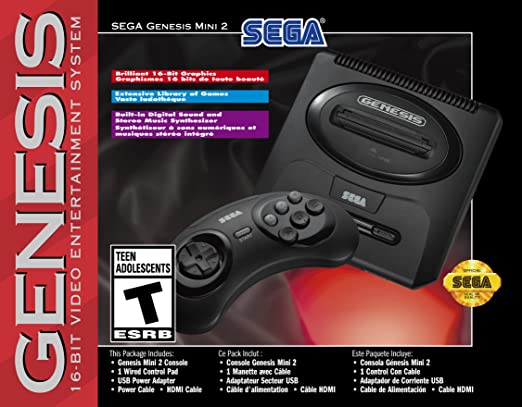 GENESIS
16-BIT VIDEO ENTERTAINMENT SYSTEM
SEGA GENESIS MINI 2
SEGA
Brilliant 16-Bit Graphics
Graphismes 16 bits de toute beauté
Extensive Library of Games
Vaste ludothèque
Built-In Digital Sound and
Stereo Music Synthesizer
Synthétiseur à sons numériques et
musiques stéréo intégré
GENESIS
SEGA
SEGA
START
TEEN
ADOLESCENTS
T
ESRB
OFFICIAL
SEGA
SEAL OF
QUALITY
This Package Includes:
• Genesis Mini 2 Console
• 1 Wired Control Pad
• USB Power Adapter
• Power Cable • HDMI Cable
Ce Pack Inclut :
• Console Genesis Mini 2
• 1 Manette avec Câble
• Adaptateur Secteur USB
• Câble d'alimentation • Câble HDMI
Este Paquete Incluye:
• Consola Génesis Mini 2
• 1 Control Con Cable
• Adaptador de Corriente USB
• Cable de Alimentación • Cable HDMI